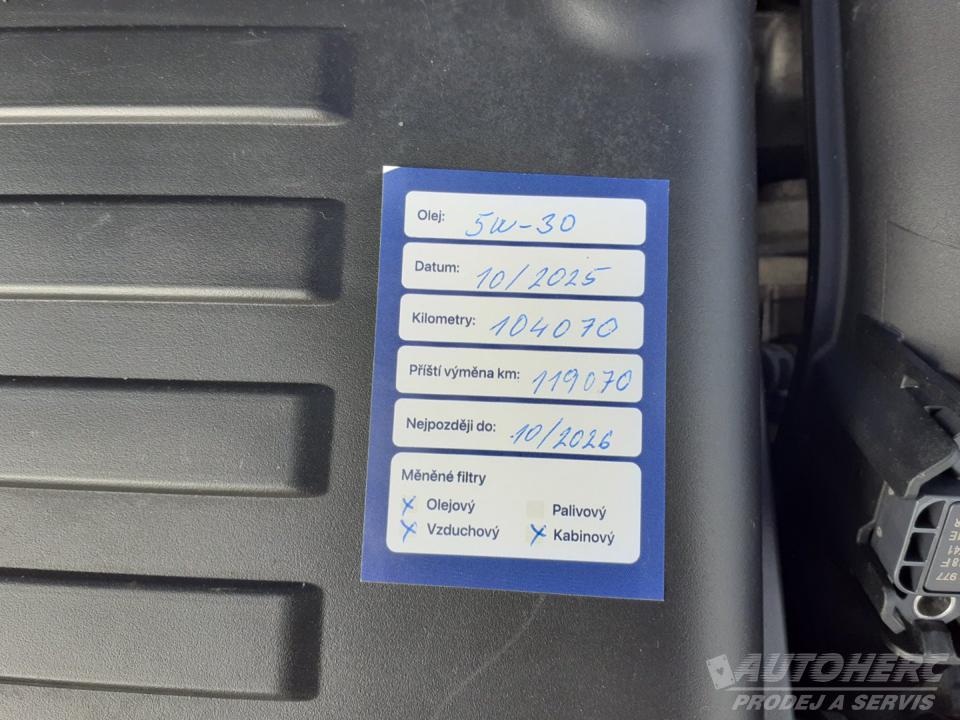 Olej: 5W-30
Datum: 10/2025
Kilometry: 104070
Příští výměna km: 119070
Nejpozději do: 10/2026
Měněné filtry
x Olejový Palivový
x Vzduchový x Kabinový
977
AUTOHERC
PRODEJ A SERVIS